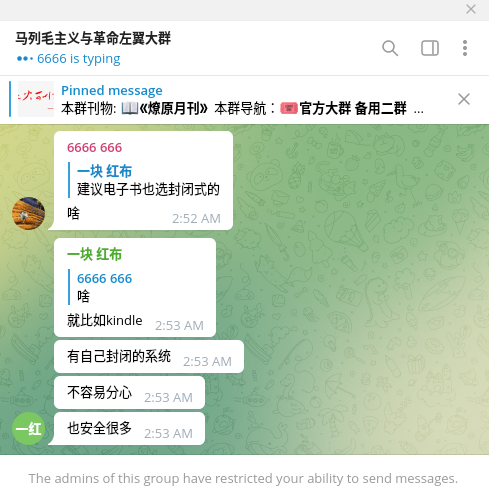 马列毛主义与革命左翼大群
6666 is typing
Pinned message
本群刊物: 📖《燎原月刊》 本群导航：🎟️官方大群 备用二群 ...
6666 666
一块 红布
建议电子书也选封闭式的
啥
2:52 AM
一块 红布
6666 666
啥
就比如kindle 2:53 AM
有自己封闭的系统 2:53 AM
不容易分心 2:53 AM
一红
也安全很多 2:53 AM
The admins of this group have restricted your ability to send messages.